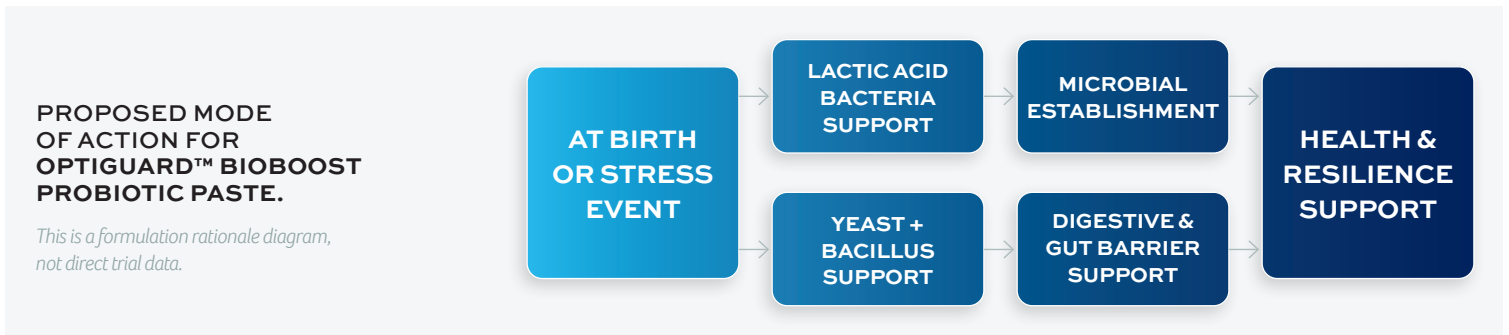 PROPOSED MODE
OF ACTION FOR
OPTIGUARD™ BIOBOOST
PROBIOTIC PASTE.
This is a formulation rationale diagram,
not direct trial data.
AT BIRTH
OR STRESS
EVENT
LACTIC ACID
BACTERIA
SUPPORT
MICROBIAL
ESTABLISHMENT
YEAST +
BACILLUS
SUPPORT
DIGESTIVE &
GUT BARRIER
SUPPORT
HEALTH &
RESILIENCE
SUPPORT